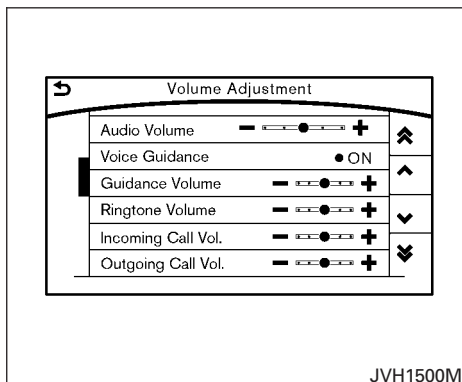 Volume Adjustment
Audio Volume
Voice Guidance ● ON
Guidance Volume
Ringtone Volume
Incoming Call Vol.
Outgoing Call Vol.
JVH1500M